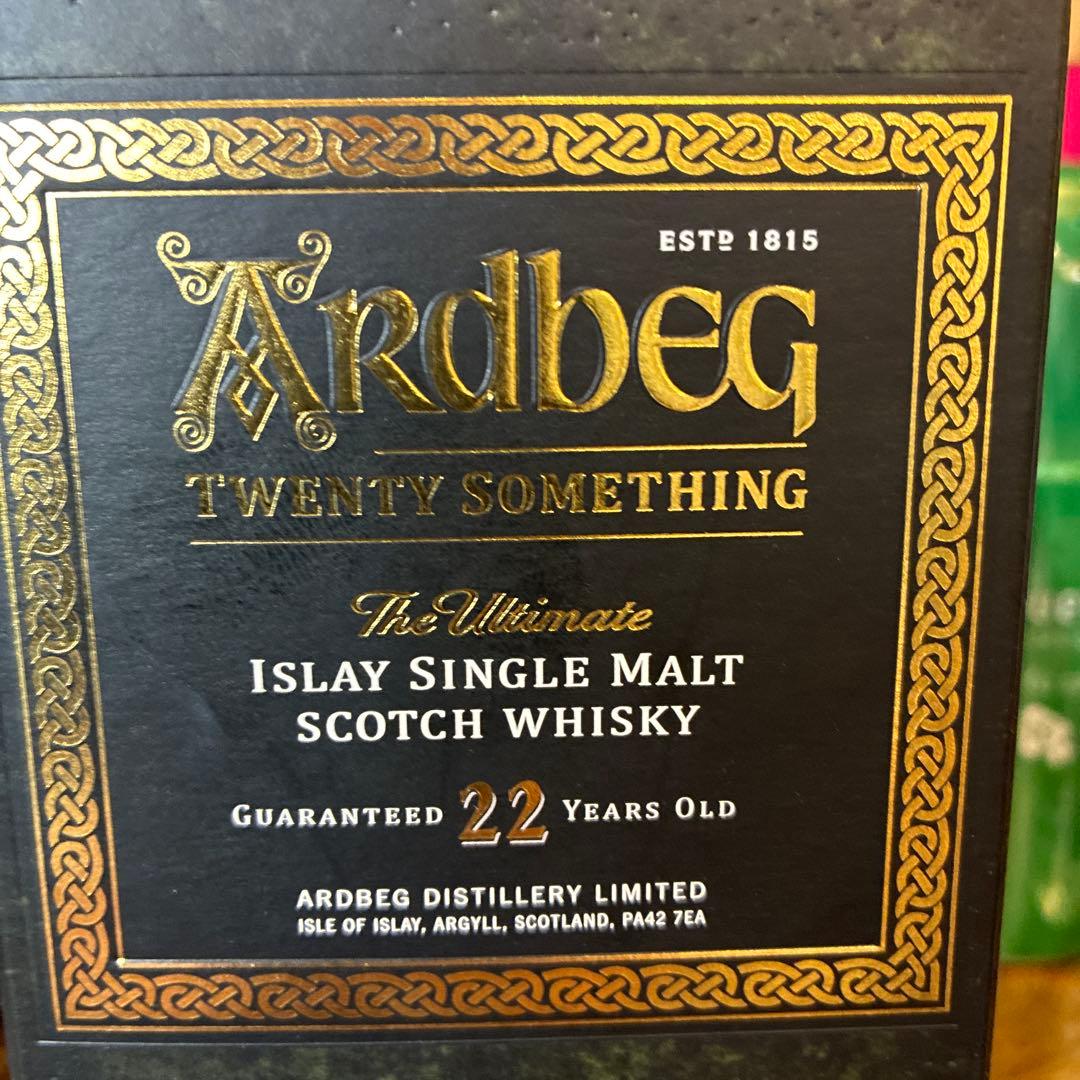 ESTD 1815
Ardbeg
TWENTY SOMETHING
The Ultimate
ISLAY SINGLE MALT
SCOTCH WHISKY
GUARANTEED 22 YEARS OLD
ARDBEG DISTILLERY LIMITED
ISLE OF ISLAY, ARGYLL, SCOTLAND, PA42 7EA